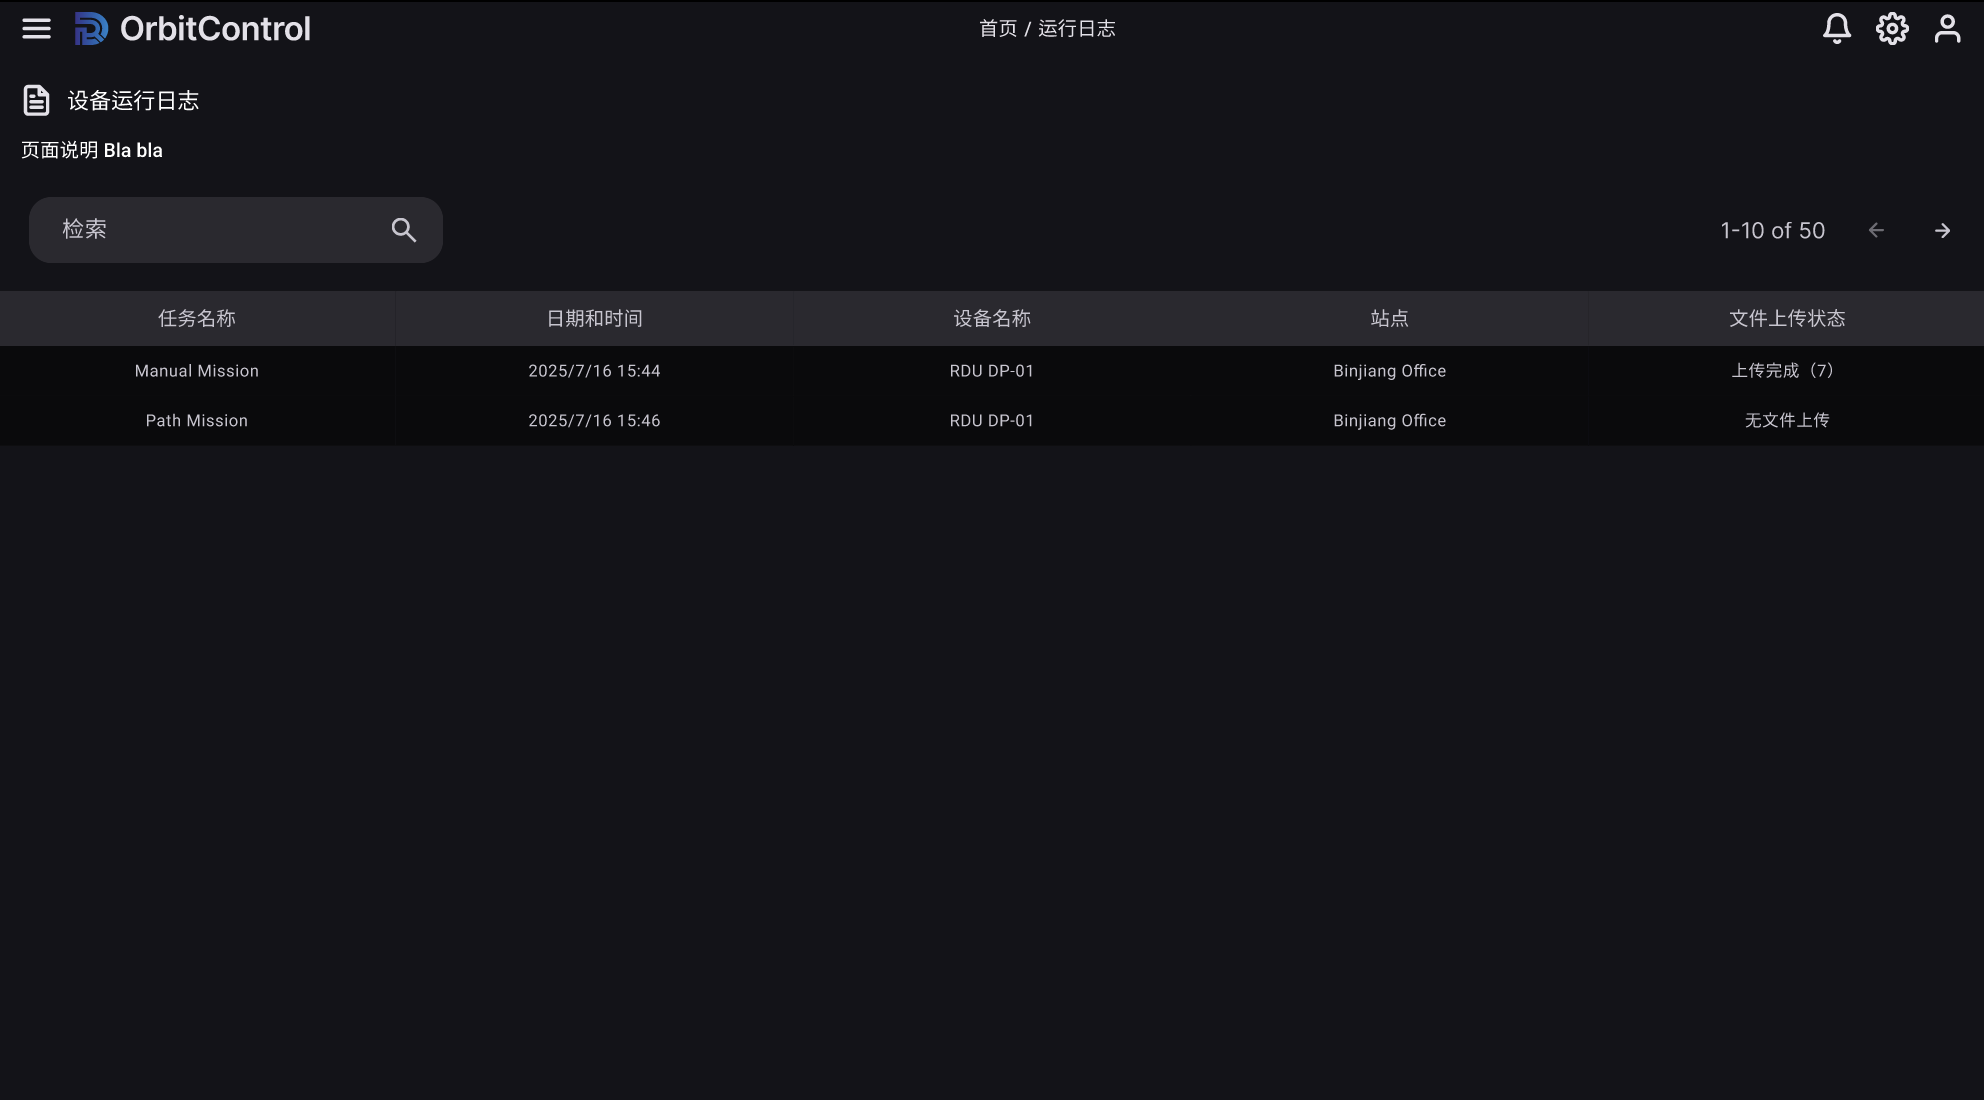 OrbitControl
首页 / 运行日志
设备运行日志
页面说明 Bla bla
检索
1-10 of 50
任务名称 日期和时间 设备名称 站点 文件上传状态
Manual Mission 2025/7/16 15:44 RDU DP-01 Binjiang Office 上传完成（7）
Path Mission 2025/7/16 15:46 RDU DP-01 Binjiang Office 无文件上传